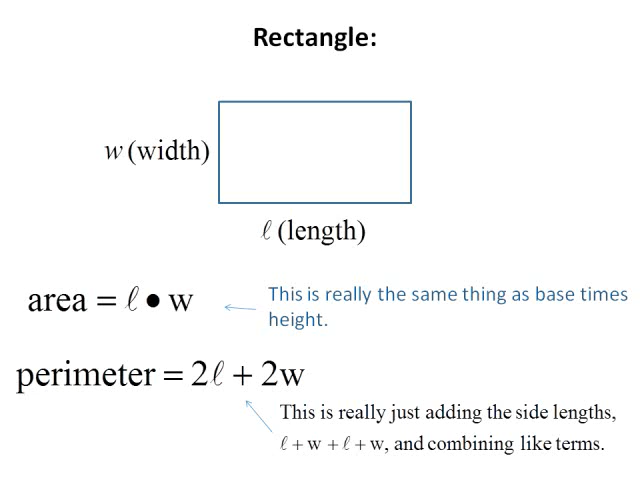 Rectangle:
w (width)
ℓ (length)
area = ℓ • w
This is really the same thing as base times
height.
perimeter = 2ℓ + 2w
This is really just adding the side lengths,
ℓ + w + ℓ + w, and combining like terms.